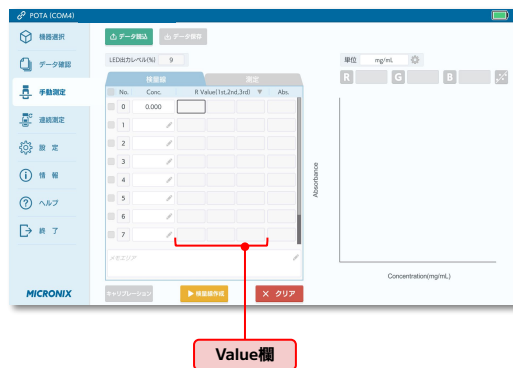 POTA (COM4)
機種選択
データ確認
手動測定
連続測定
設 定
情 報
ヘルプ
終 了
MICRONIX
データ読込
データ保存
LED出力レベル(%) 9
検量線
測定
No. Conc. R Value(1st,2nd,3rd) ▼ Abs.
0 0.000
1
2
3
4
5
6
7
メモエリア
キャリブレーション
検量線作成
クリア
単位 mg/mL
R G B
Absorbance
Concentration(mg/mL)
Value欄